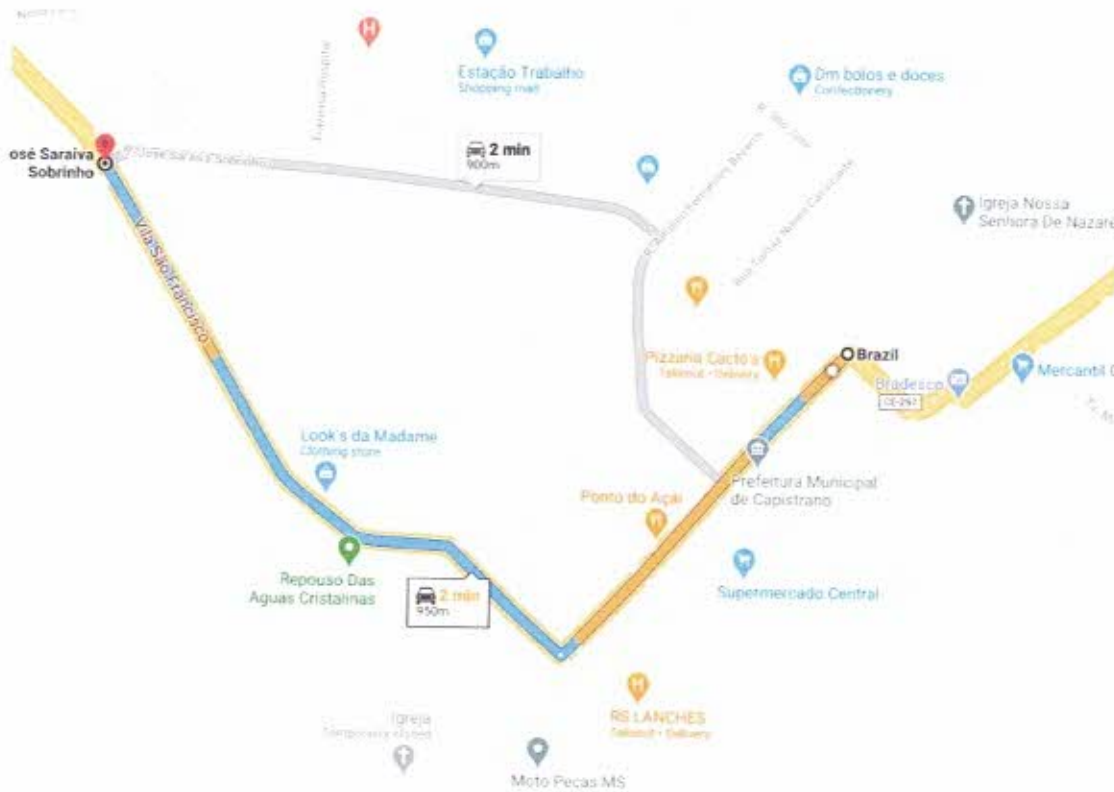 Estação Trabalho
Shopping mall
Dm bolos e doces
Confectionery
2 min
900m
osé Saraiva
Sobrinho
Igreja Nossa
Senhora De Nazaré
Vila São Francisco
Brazil
Pizzaria Cacto's
Takeout • Delivery
Bradesco
Mercantil C
Look's da Madame
Clothing store
Prefeitura Municipal
de Capistrano
Ponto do Açaí
Repouso Das
Aguas Cristalinas
2 min
950m
Supermercado Central
RS LANCHES
Takeout • Delivery
Igreja
Temporarily closed
Moto Peças MS